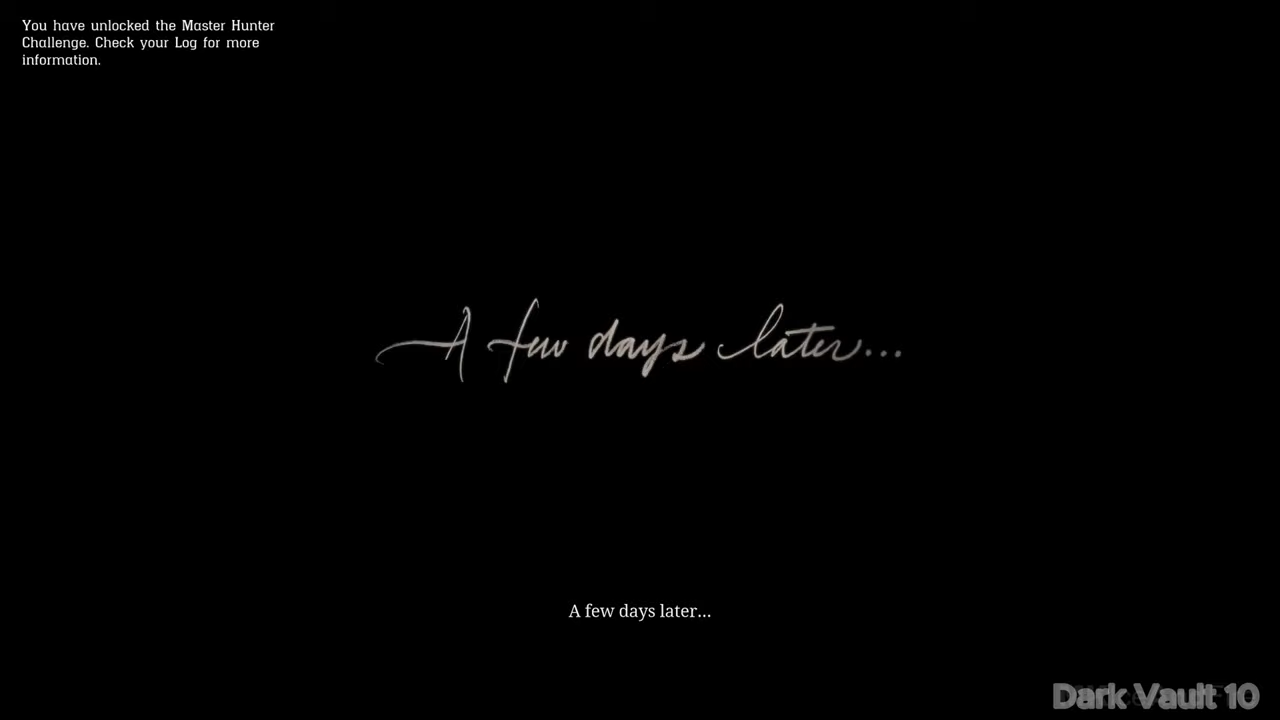 You have unlocked the Master Hunter
Challenge. Check your Log for more
information.
A few days later...
A few days later...
Dark Vault 10